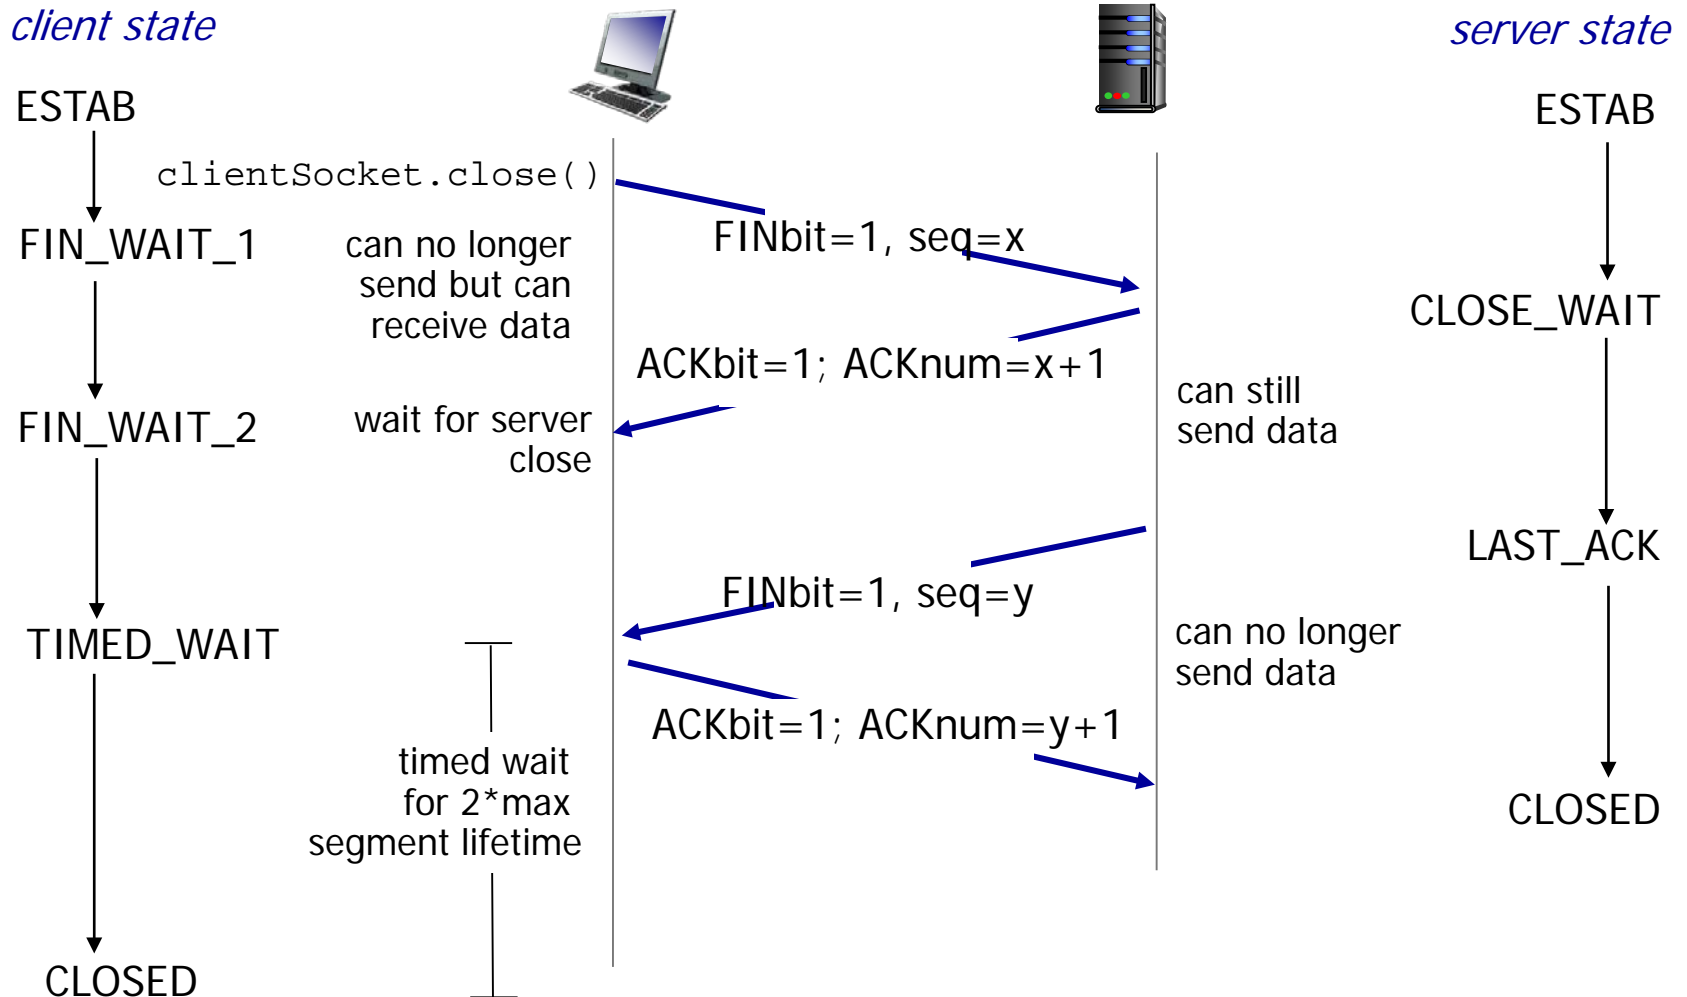 client state
server state
ESTAB
ESTAB
clientSocket.close()
FIN_WAIT_1
can no longer
send but can
receive data
FINbit=1, seq=x
CLOSE_WAIT
ACKbit=1; ACKnum=x+1
can still
send data
FIN_WAIT_2
wait for server
close
LAST_ACK
FINbit=1, seq=y
can no longer
send data
TIMED_WAIT
ACKbit=1; ACKnum=y+1
timed wait
for 2*max
segment lifetime
CLOSED
CLOSED